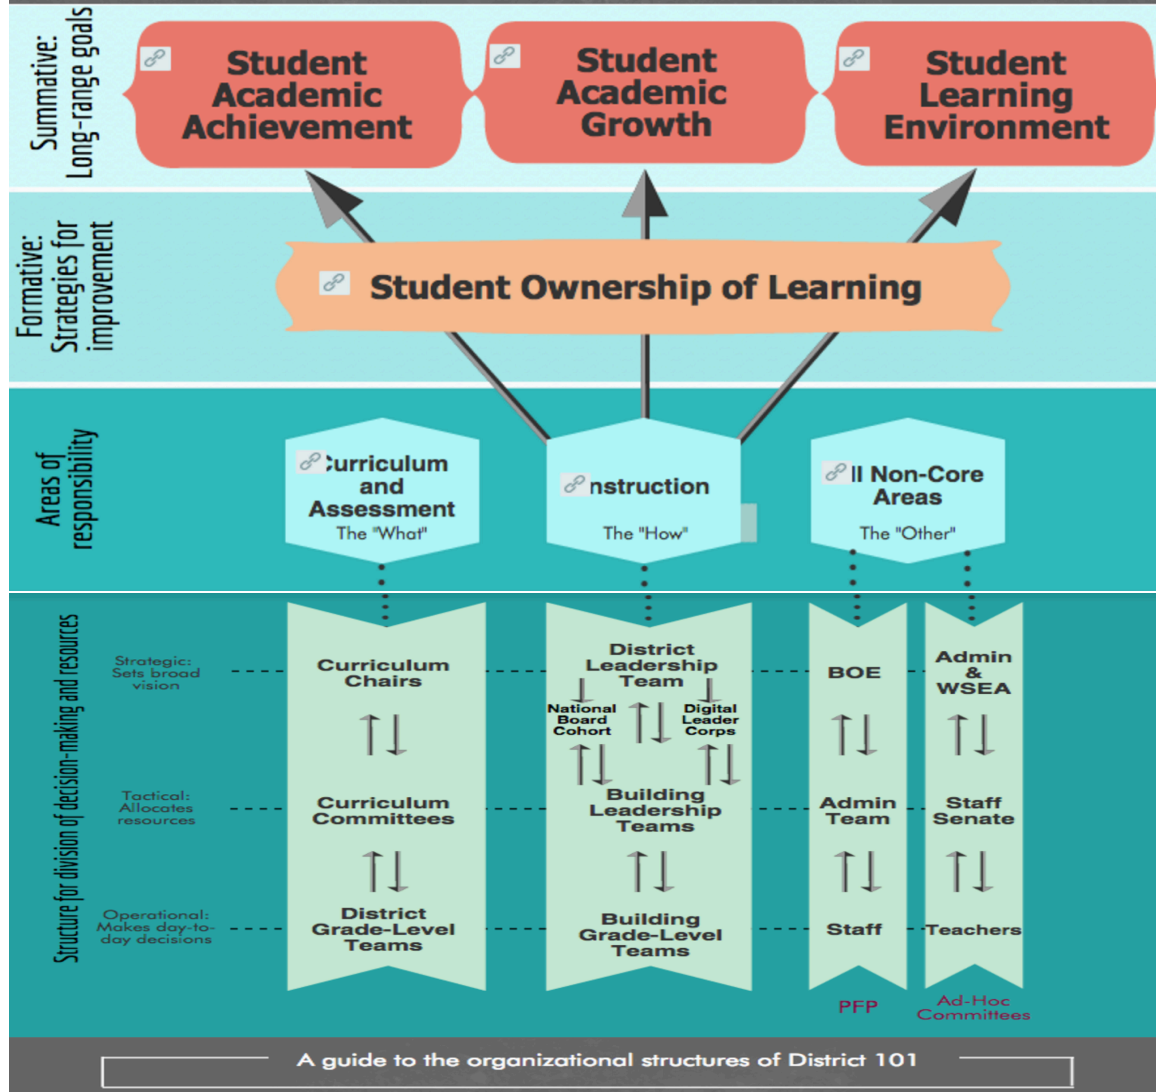 Summative:
Long-range goals
Student
Academic
Achievement
Student
Academic
Growth
Student
Learning
Environment
Formative:
Strategies for
improvement
Student Ownership of Learning
Areas of
responsibility
urriculum
and
Assessment
The "What"
nstruction
The "How"
ll Non-Core
Areas
The "Other"
Structure for division of decision-making and resources
Strategic:
Sets broad
vision
Curriculum
Chairs
District
Leadership
Team
BOE
Admin
&
WSEA
National
Board
Cohort
Digital
Leader
Corps
Tactical:
Allocates
resources
Curriculum
Committees
Building
Leadership
Teams
Admin
Team
Staff
Senate
Operational:
Makes day-to-
day decisions
District
Grade-Level
Teams
Building
Grade-Level
Teams
Staff
Teachers
PFP
Ad-Hoc
Committees
A guide to the organizational structures of District 101